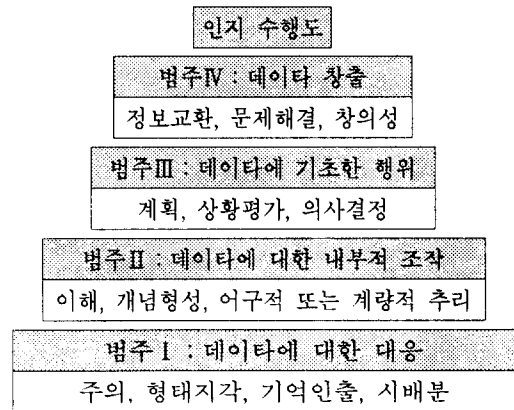 인지 수행도
범주Ⅳ : 데이타 창출
정보교환, 문제해결, 창의성
범주Ⅲ : 데이타에 기초한 행위
계획, 상황평가, 의사결정
범주Ⅱ : 데이타에 대한 내부적 조작
이해, 개념형성, 어구적 또는 계량적 추리
범주Ⅰ : 데이타에 대한 대응
주의, 형태지각, 기억인출, 시배분